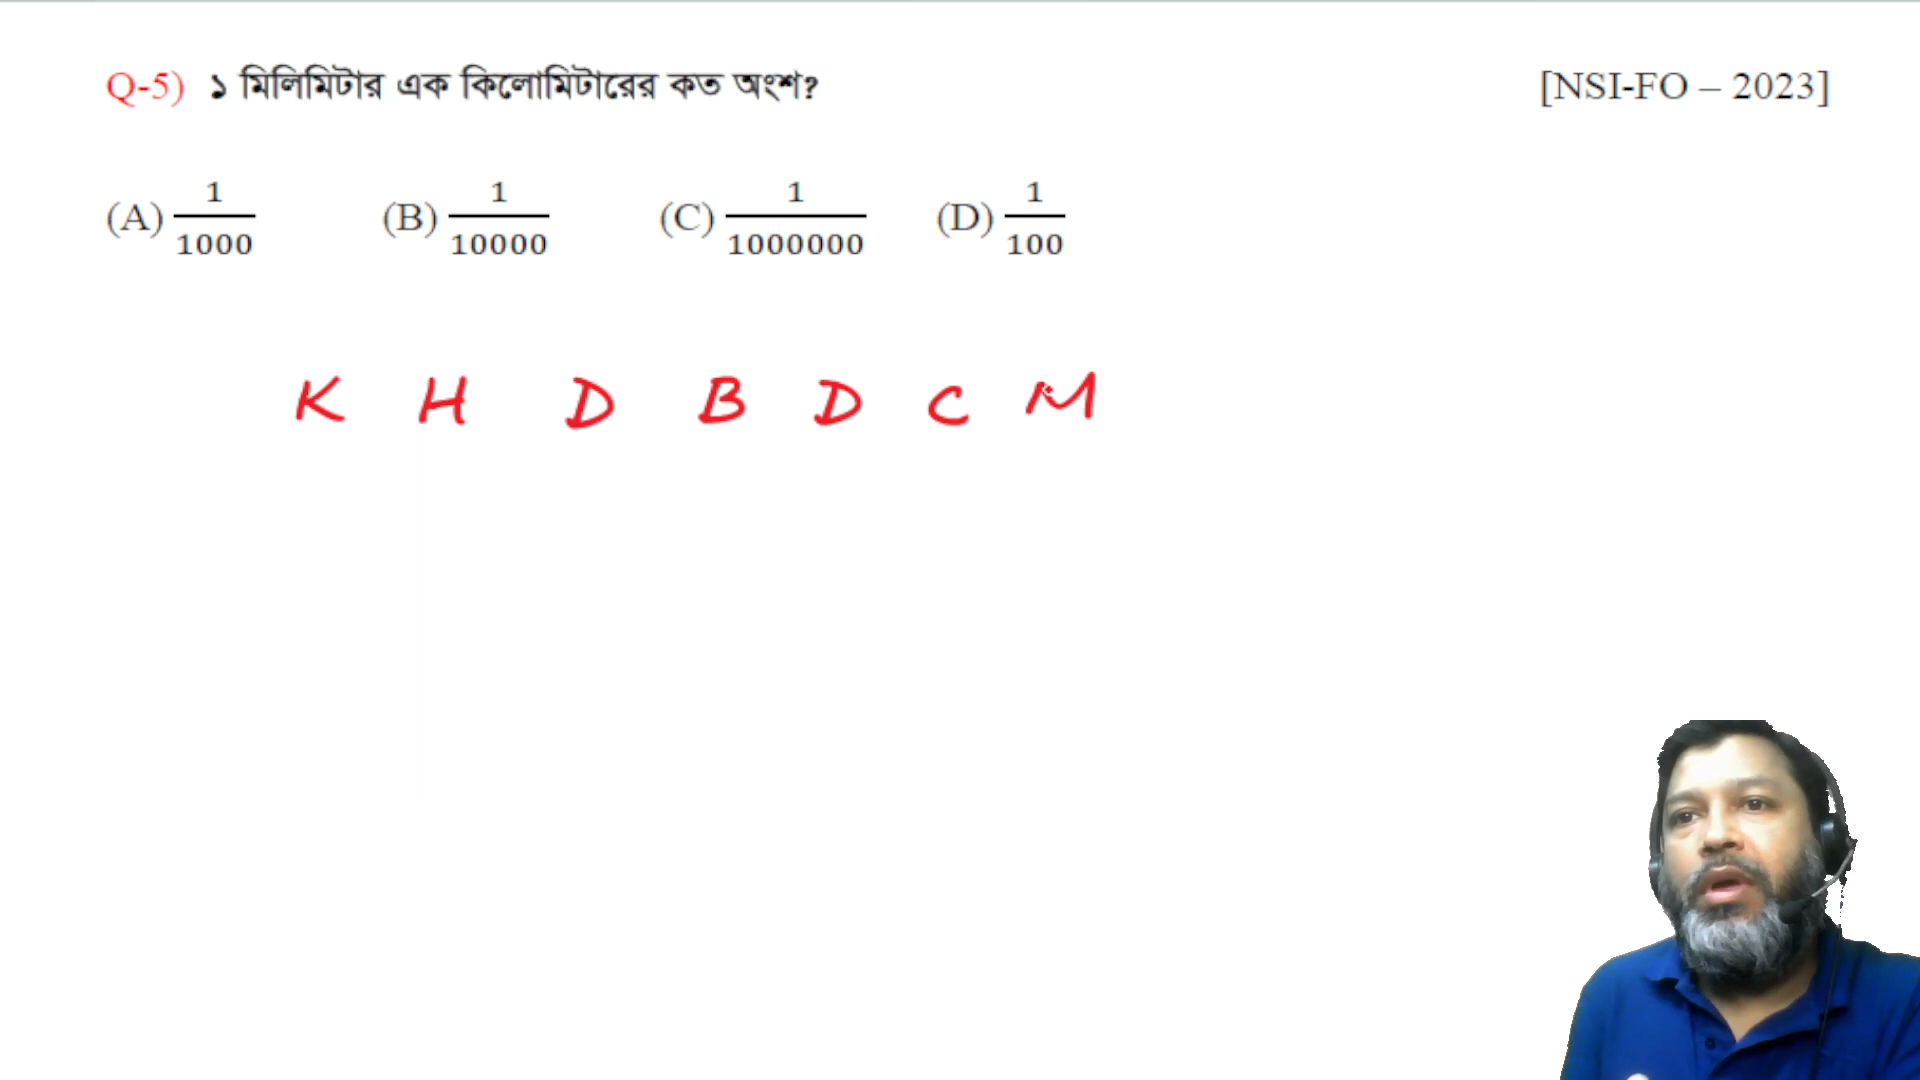 Q-5) ১ মিলিমিটার এক কিলোমিটারের কত অংশ? [NSI-FO – 2023]
(A) 1/1000 (B) 1/10000 (C) 1/1000000 (D) 1/100
K H D B D C M